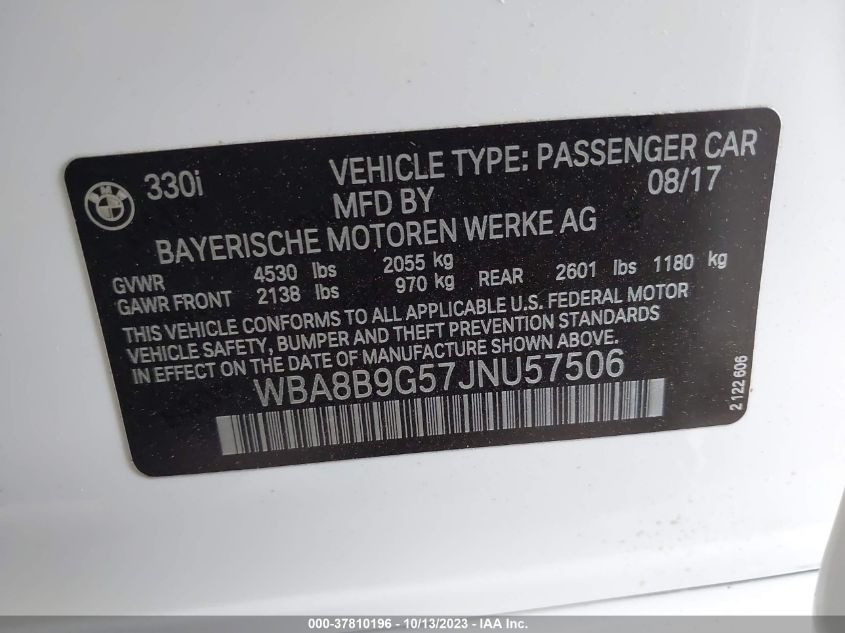 330i VEHICLE TYPE: PASSENGER CAR
MFD BY 08/17
BAYERISCHE MOTOREN WERKE AG
GVWR 4530 lbs 2055 kg
GAWR FRONT 2138 lbs 970 kg REAR 2601 lbs 1180 kg
THIS VEHICLE CONFORMS TO ALL APPLICABLE U.S. FEDERAL MOTOR
VEHICLE SAFETY, BUMPER AND THEFT PREVENTION STANDARDS
IN EFFECT ON THE DATE OF MANUFACTURE SHOWN ABOVE.
WBA8B9G57JNU57506
2 122 606
000-37810196 - 10/13/2023 - © IAA, Inc.